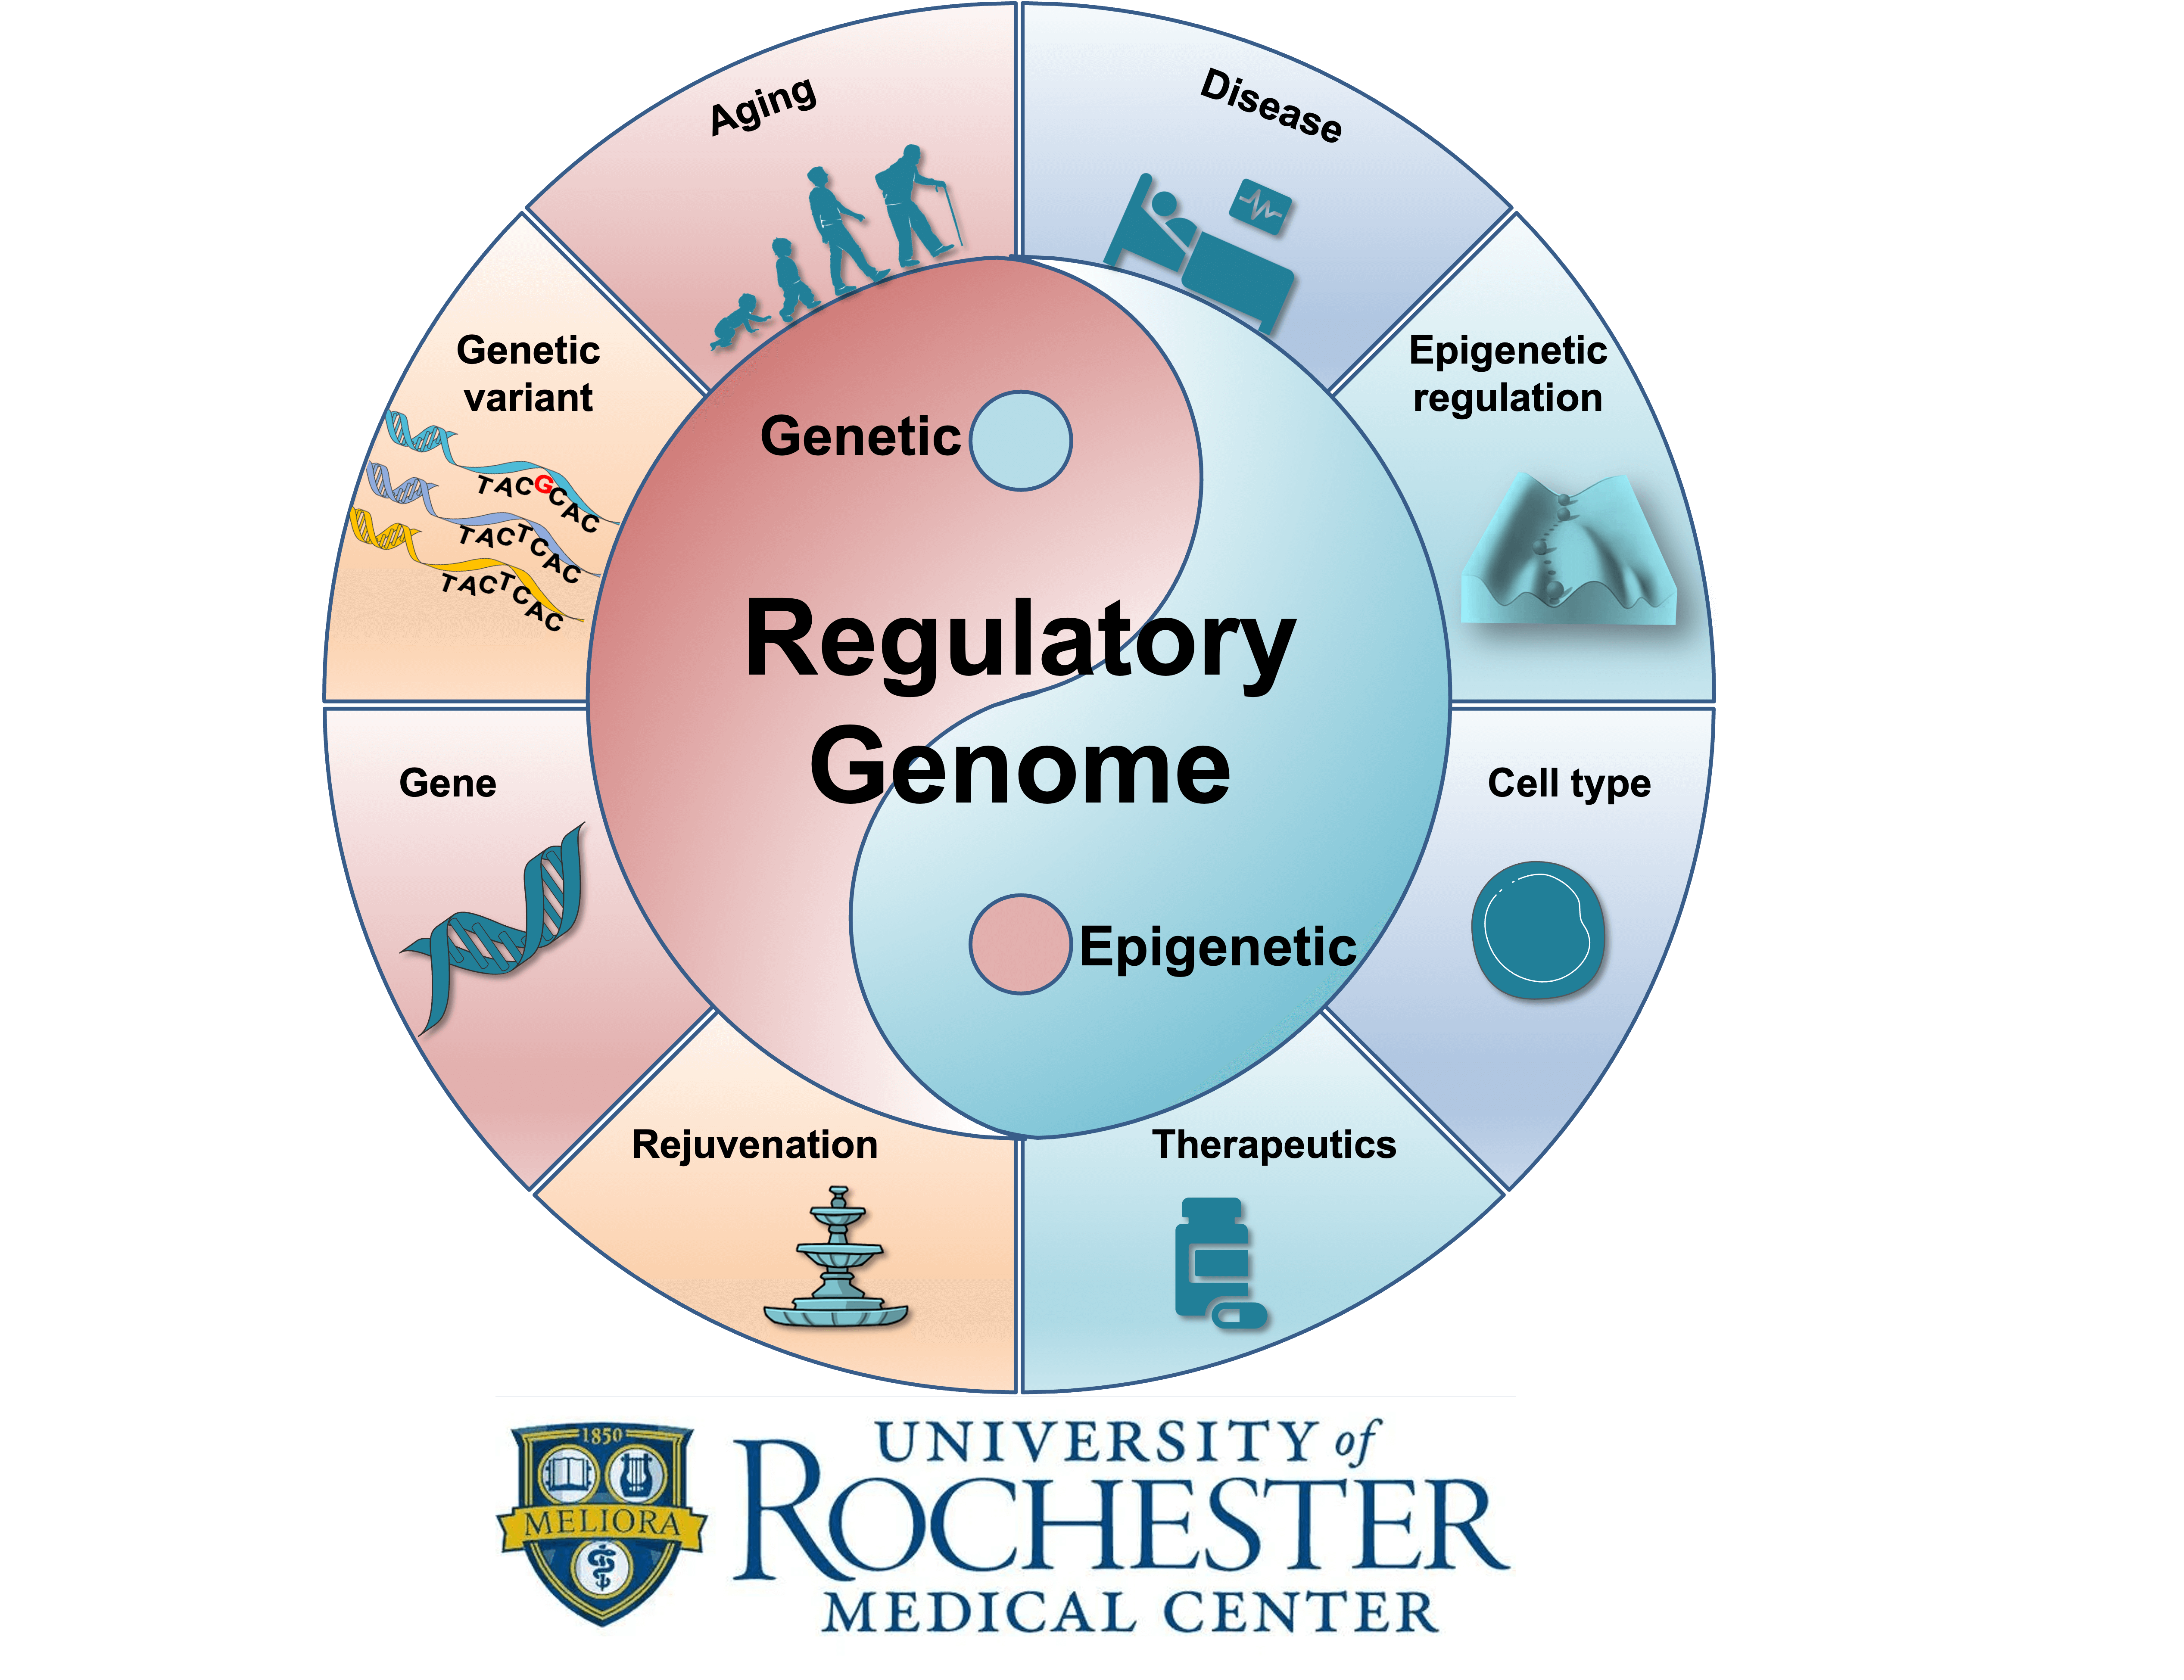 Aging
Disease
Genetic
variant
TACGCAC
TACTCAC
TACTCAC
Epigenetic
regulation
Genetic
Regulatory
Genome
Epigenetic
Gene
Cell type
Rejuvenation
Therapeutics
1850
MELIORA
UNIVERSITY of
ROCHESTER
MEDICAL CENTER